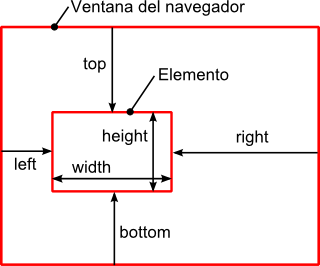 Ventana del navegador
top
Elemento
height
right
left
width
bottom